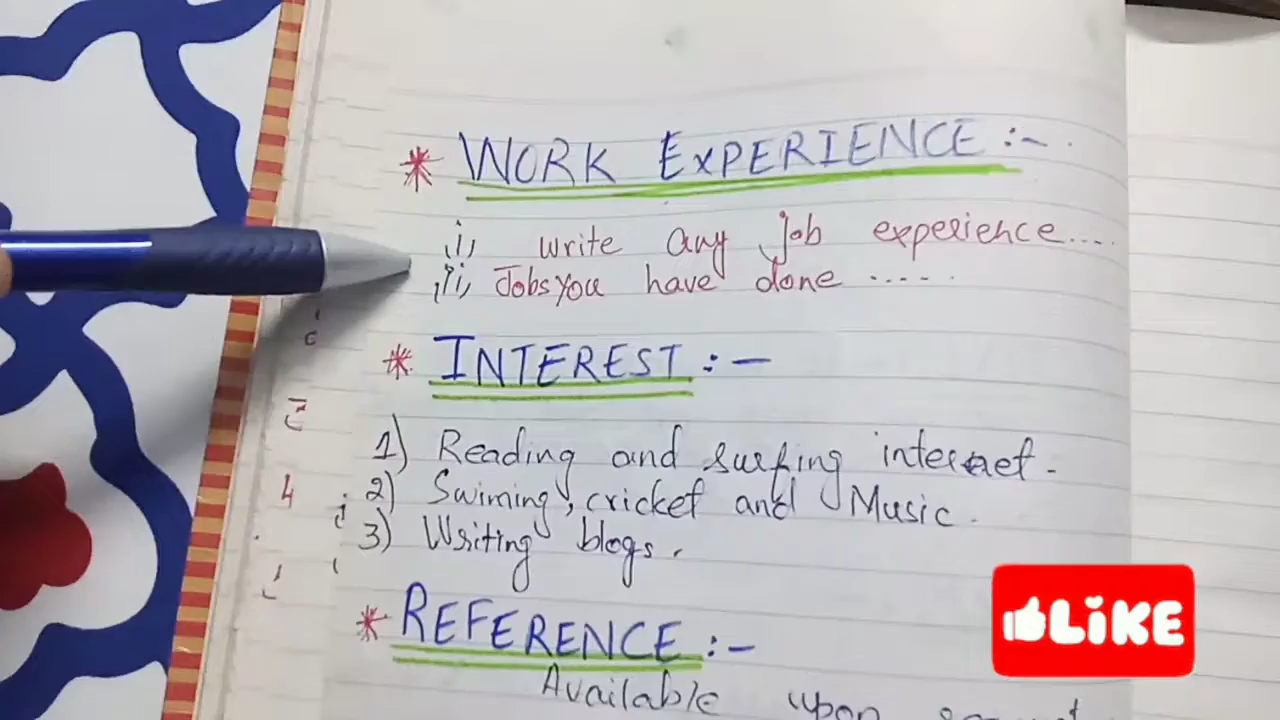 * WORK EXPERIENCE :-
(i) write any job experience....
(ii) Jobs you have done .....
* INTEREST :-
1) Reading and surfing internet.
2) Swiming, cricket and Music.
3) Writing blogs.
* REFERENCE :-
Available upon
LIKE